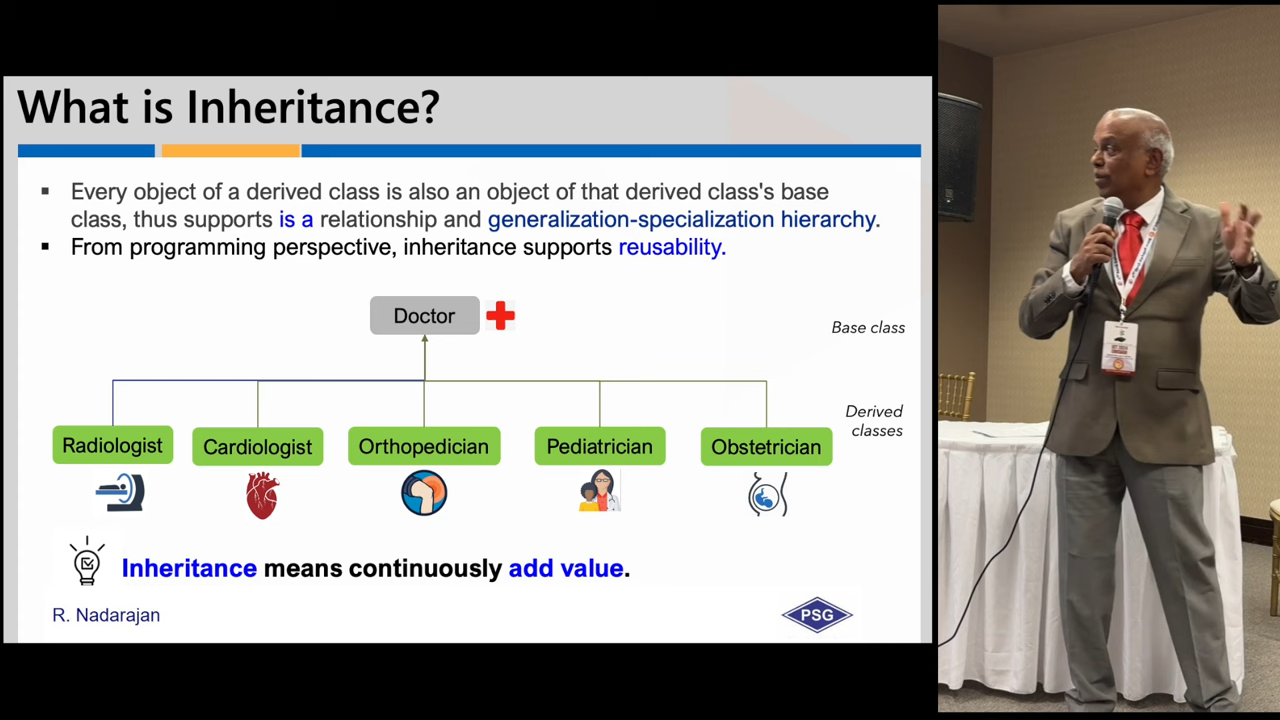 What is Inheritance?
▪ Every object of a derived class is also an object of that derived class's base
class, thus supports is a relationship and generalization-specialization hierarchy.
▪ From programming perspective, inheritance supports reusability.
Doctor
Base class
Derived
classes
Radiologist
Cardiologist
Orthopedician
Pediatrician
Obstetrician
Inheritance means continuously add value.
R. Nadarajan
PSG